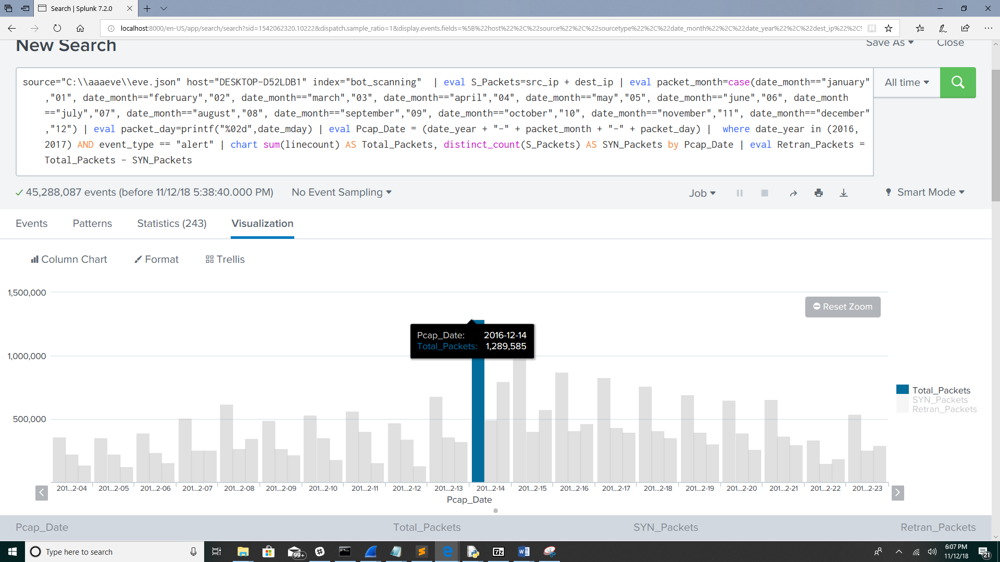 Search | Splunk 7.2.0
localhost:8000/en-US/app/search/search?sid=1542062320.10222&dispatch.sample_ratio=1&display.events.fields=%5B%22host%22%2C%22source%22%2C%22sourcetype%22%2C%22date_month%22%2C%22date_year%22%2C%22dest_ip%22%2C%
New Search
Save As
Close
source="C:\\aaaeve\\eve.json" host="DESKTOP-D52LDB1" index="bot_scanning"  | eval S_Packets=src_ip + dest_ip | eval packet_month=case(date_month=="january"
,"01", date_month=="february","02", date_month=="march","03", date_month=="april","04", date_month=="may","05", date_month=="june","06", date_month
=="july","07", date_month=="august","08", date_month=="september","09", date_month=="october","10", date_month=="november","11", date_month=="december"
,"12") | eval packet_day=printf("%02d",date_mday) | eval Pcap_Date = (date_year + "-" + packet_month + "-" + packet_day) |  where date_year in (2016,
2017) AND event_type == "alert" | chart sum(linecount) AS Total_Packets, distinct_count(S_Packets) AS SYN_Packets by Pcap_Date | eval Retran_Packets =
Total_Packets - SYN_Packets
All time
45,288,087 events (before 11/12/18 5:38:40.000 PM)
No Event Sampling
Job
Smart Mode
Events
Patterns
Statistics (243)
Visualization
Column Chart
Format
Trellis
1,500,000
1,000,000
500,000
Reset Zoom
Pcap_Date: 2016-12-14
Total_Packets: 1,289,585
Total_Packets
SYN_Packets
Retran_Packets
201...2-04 201...2-05 201...2-06 201...2-07 201...2-08 201...2-09 201...2-10 201...2-11 201...2-12 201...2-13 201...2-14 201...2-15 201...2-16 201...2-17 201...2-18 201...2-19 201...2-20 201...2-21 201...2-22 201...2-23
Pcap_Date
Pcap_Date Total_Packets SYN_Packets Retran_Packets
Type here to search
99+
7z
6:07 PM
11/12/18
21